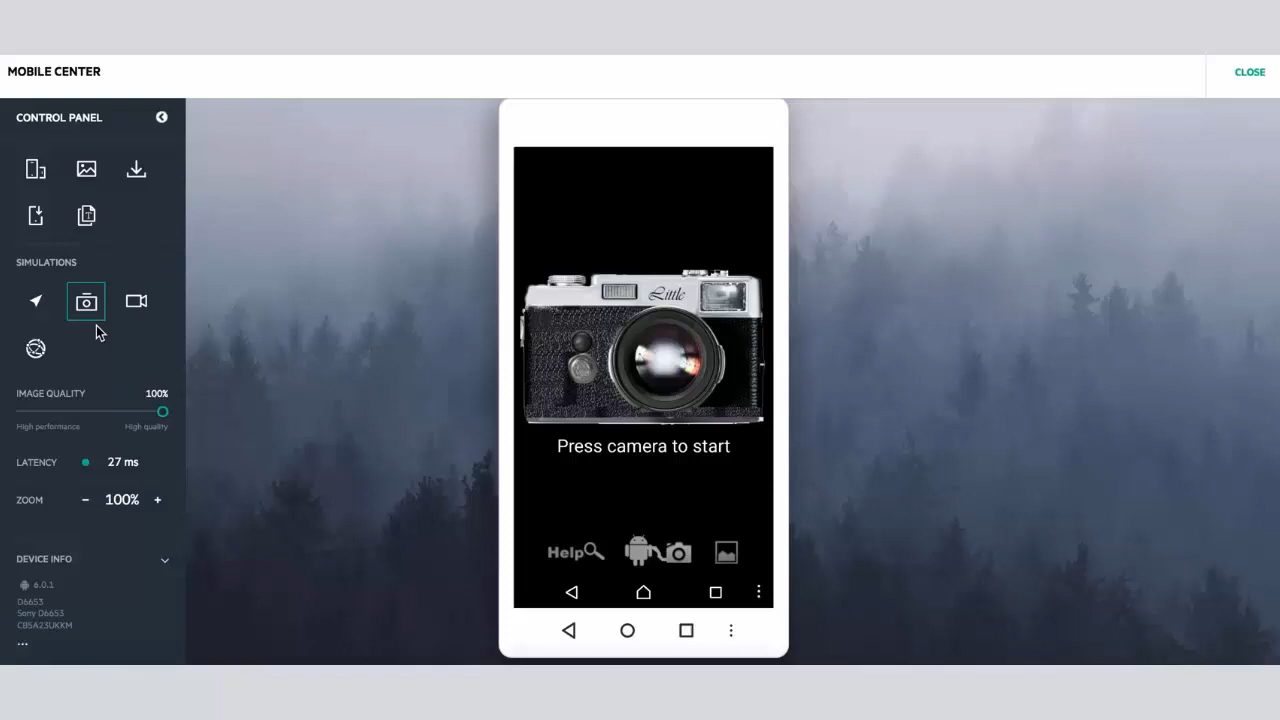 MOBILE CENTER
CLOSE
CONTROL PANEL
SIMULATIONS
IMAGE QUALITY 100%
High performance High quality
LATENCY 27 ms
ZOOM - 100% +
DEVICE INFO
6.0.1
D6653
Sony D6653
CB5A23UKKM
...
Little
Press camera to start
Help